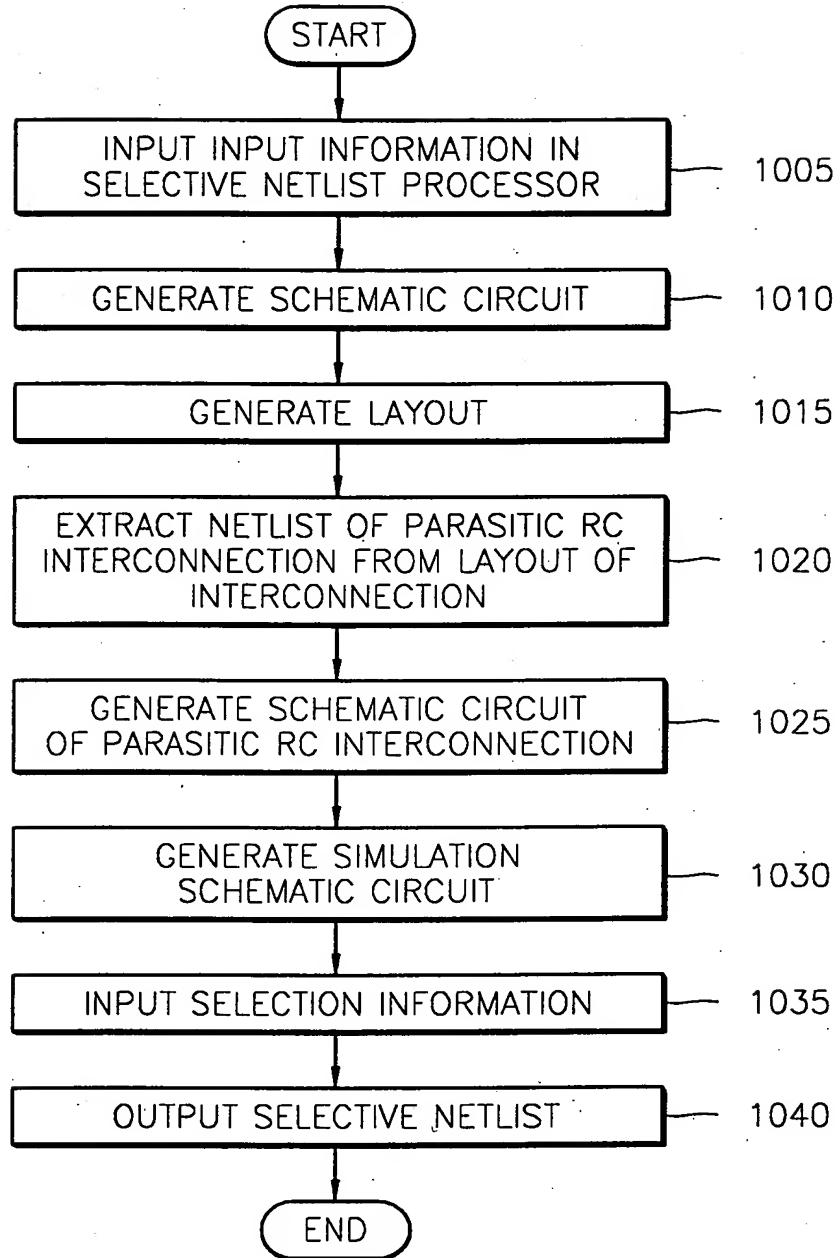 START
INPUT INPUT INFORMATION IN
SELECTIVE NETLIST PROCESSOR
1005
GENERATE SCHEMATIC CIRCUIT
1010
GENERATE LAYOUT
1015
EXTRACT NETLIST OF PARASITIC RC
INTERCONNECTION FROM LAYOUT OF
INTERCONNECTION
1020
GENERATE SCHEMATIC CIRCUIT
OF PARASITIC RC INTERCONNECTION
1025
GENERATE SIMULATION
SCHEMATIC CIRCUIT
1030
INPUT SELECTION INFORMATION
1035
OUTPUT SELECTIVE NETLIST
1040
END